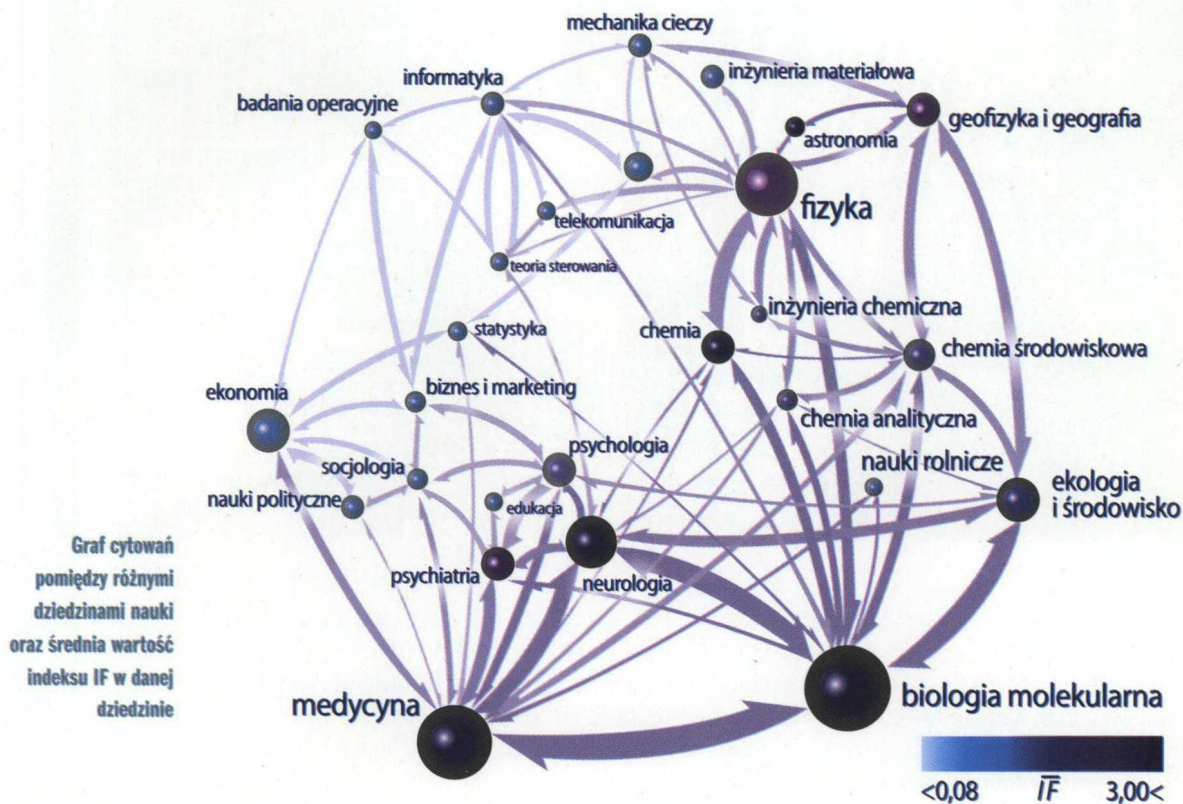 mechanika cieczy
informatyka
inżynieria materiałowa
badania operacyjne
geofizyka i geografia
astronomia
fizyka
telekomunikacja
teoria sterowania
inżynieria chemiczna
statystyka
chemia
chemia środowiskowa
ekonomia
biznes i marketing
chemia analityczna
psychologia
socjologia
nauki rolnicze
nauki polityczne
edukacja
ekologia
i środowisko
psychiatria
neurologia
Graf cytowań
pomiędzy różnymi
dziedzinami nauki
oraz średnia wartość
indeksu IF w danej
dziedzinie
medycyna
biologia molekularna
<0,08 IF 3,00<